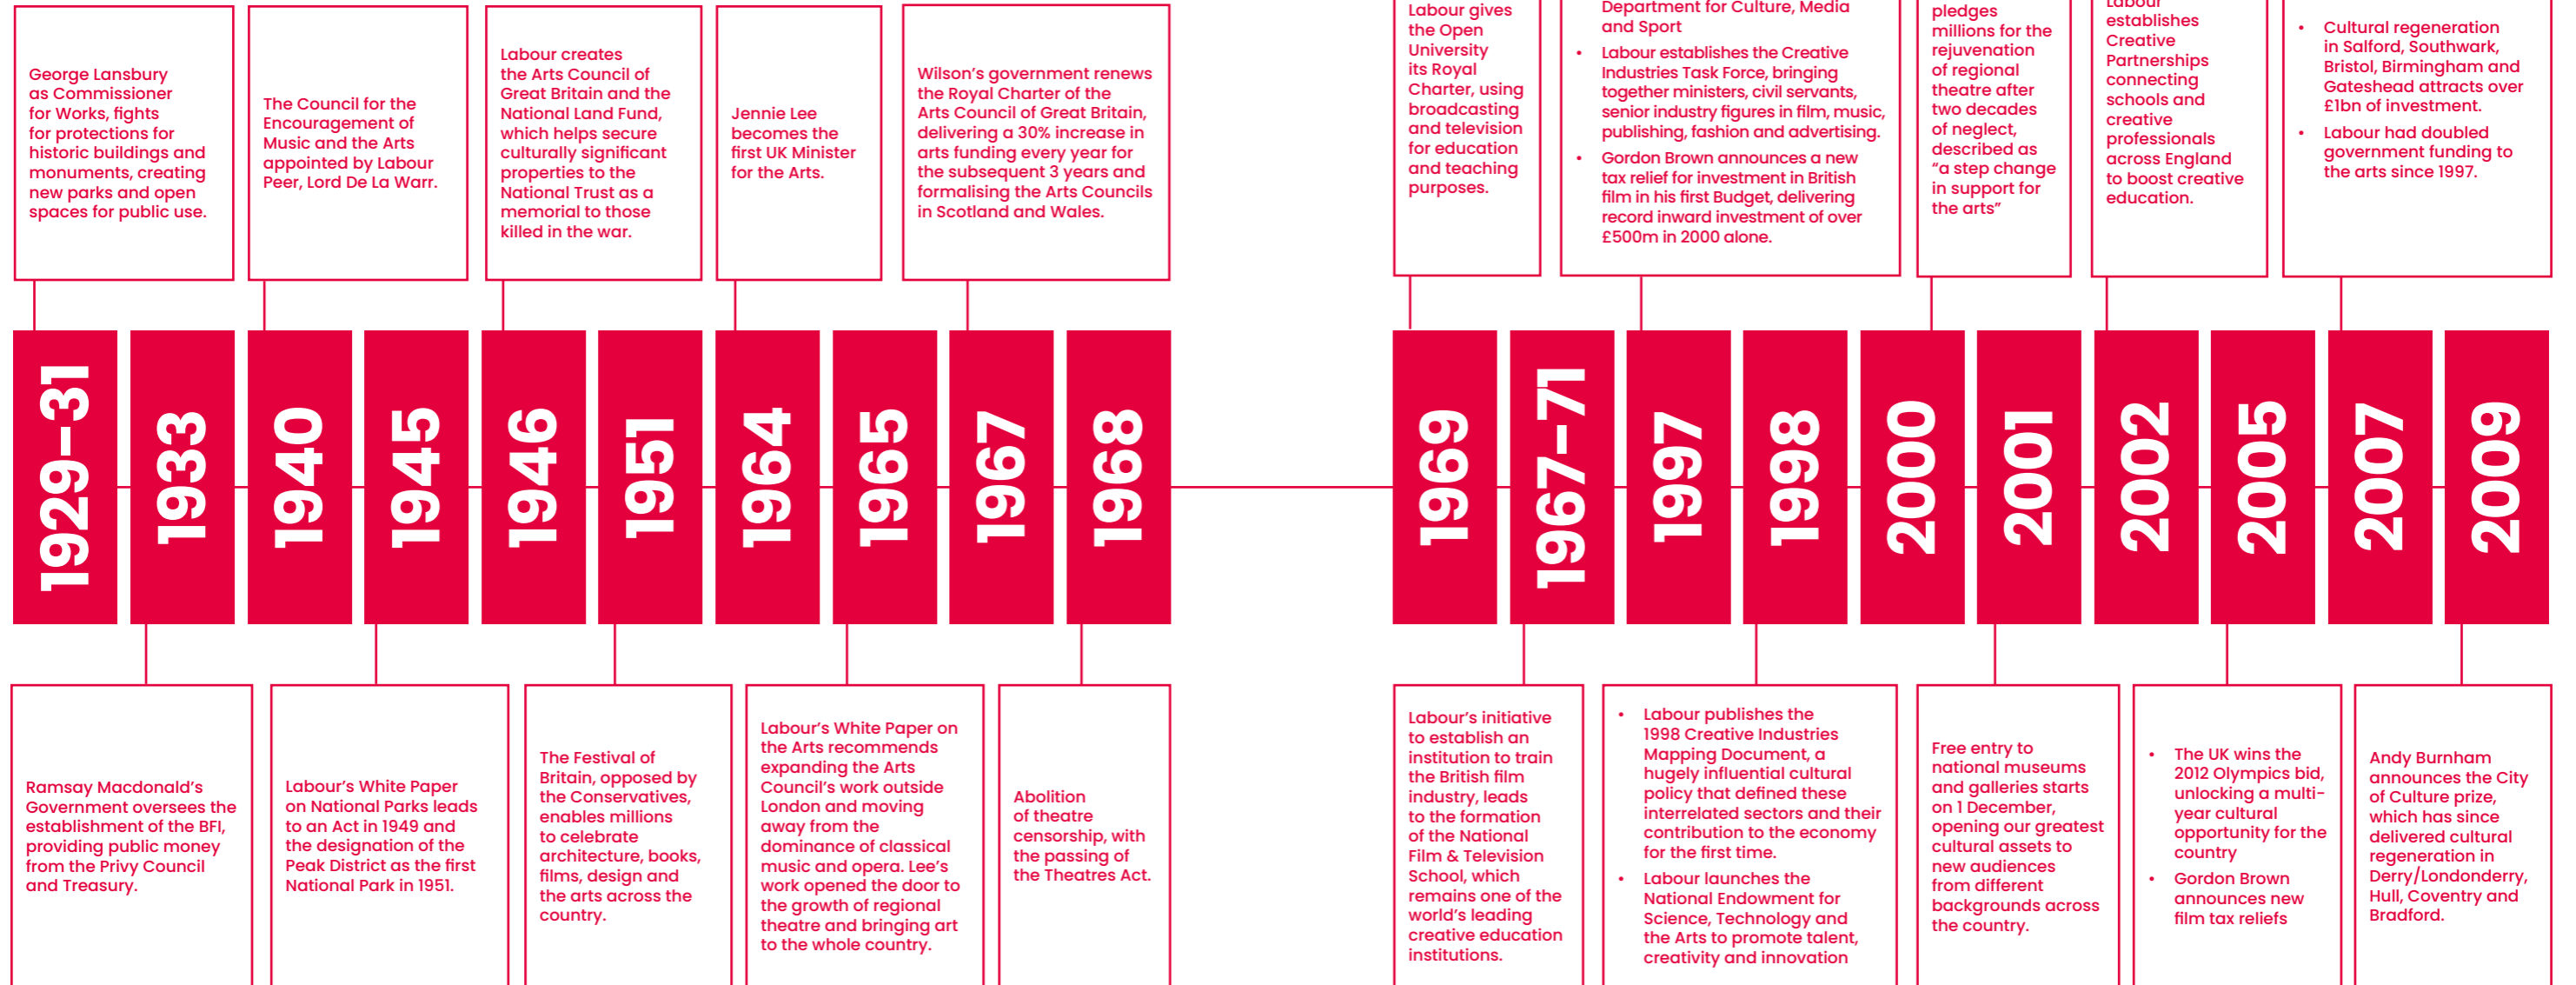 George Lansbury
as Commissioner
for Works, fights
for protections for
historic buildings and
monuments, creating
new parks and open
spaces for public use.
The Council for the
Encouragement of
Music and the Arts
appointed by Labour
Peer, Lord De La Warr.
Labour creates
the Arts Council of
Great Britain and the
National Land Fund,
which helps secure
culturally significant
properties to the
National Trust as a
memorial to those
killed in the war.
Jennie Lee
becomes the
first UK Minister
for the Arts.
Wilson’s government renews
the Royal Charter of the
Arts Council of Great Britain,
delivering a 30% increase in
arts funding every year for
the subsequent 3 years and
formalising the Arts Councils
in Scotland and Wales.
Labour gives
the Open
University
its Royal
Charter, using
broadcasting
and television
for education
and teaching
purposes.
Department for Culture, Media
and Sport
• Labour establishes the Creative
Industries Task Force, bringing
together ministers, civil servants,
senior industry figures in film, music,
publishing, fashion and advertising.
• Gordon Brown announces a new
tax relief for investment in British
film in his first Budget, delivering
record inward investment of over
£500m in 2000 alone.
pledges
millions for the
rejuvenation
of regional
theatre after
two decades
of neglect,
described as
“a step change
in support for
the arts”
Labour
establishes
Creative
Partnerships
connecting
schools and
creative
professionals
across England
to boost creative
education.
• Cultural regeneration
in Salford, Southwark,
Bristol, Birmingham and
Gateshead attracts over
£1bn of investment.
• Labour had doubled
government funding to
the arts since 1997.
1929–31
1933
1940
1945
1946
1951
1964
1965
1967
1968
1969
1967–71
1997
1998
2000
2001
2002
2005
2007
2009
Ramsay Macdonald’s
Government oversees the
establishment of the BFI,
providing public money
from the Privy Council
and Treasury.
Labour’s White Paper
on National Parks leads
to an Act in 1949 and
the designation of the
Peak District as the first
National Park in 1951.
The Festival of
Britain, opposed by
the Conservatives,
enables millions
to celebrate
architecture, books,
films, design and
the arts across the
country.
Labour’s White Paper on
the Arts recommends
expanding the Arts
Council’s work outside
London and moving
away from the
dominance of classical
music and opera. Lee’s
work opened the door to
the growth of regional
theatre and bringing art
to the whole country.
Abolition
of theatre
censorship, with
the passing of
the Theatres Act.
Labour’s initiative
to establish an
institution to train
the British film
industry, leads
to the formation
of the National
Film & Television
School, which
remains one of the
world’s leading
creative education
institutions.
• Labour publishes the
1998 Creative Industries
Mapping Document, a
hugely influential cultural
policy that defined these
interrelated sectors and their
contribution to the economy
for the first time.
• Labour launches the
National Endowment for
Science, Technology and
the Arts to promote talent,
creativity and innovation
Free entry to
national museums
and galleries starts
on 1 December,
opening our greatest
cultural assets to
new audiences
from different
backgrounds across
the country.
• The UK wins the
2012 Olympics bid,
unlocking a multi-
year cultural
opportunity for the
country
• Gordon Brown
announces new
film tax reliefs
Andy Burnham
announces the City
of Culture prize,
which has since
delivered cultural
regeneration in
Derry/Londonderry,
Hull, Coventry and
Bradford.